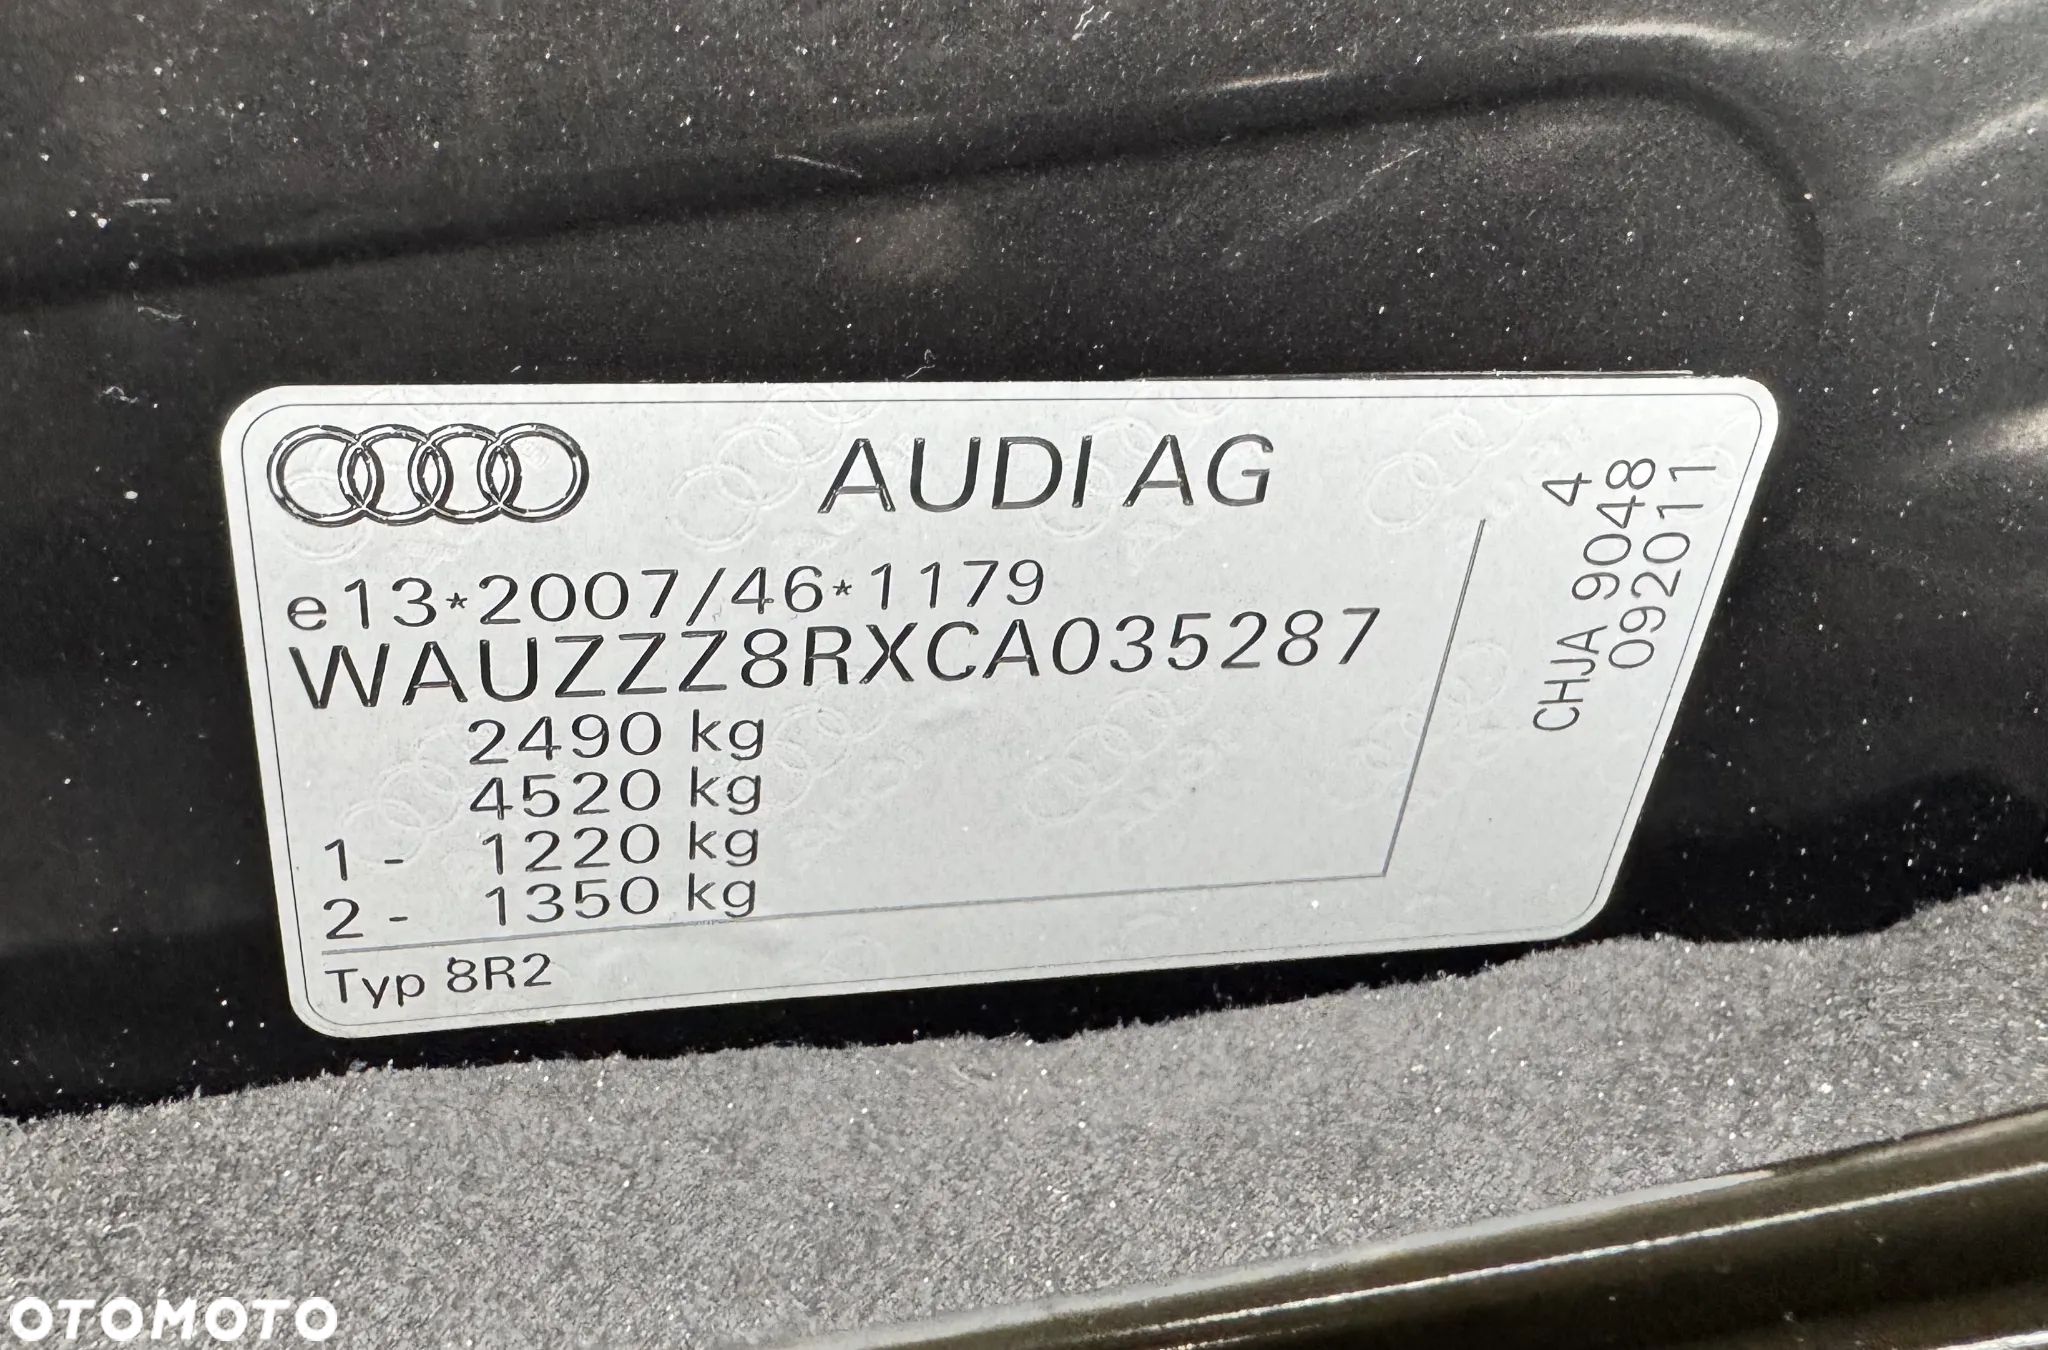 AUDI AG
e13*2007/46*1179
WAUZZZ8RXCA035287
2490 kg
4520 kg
1 - 1220 kg
2 - 1350 kg
Typ 8R2
4
CHJA 9048
092011
OTOMOTO